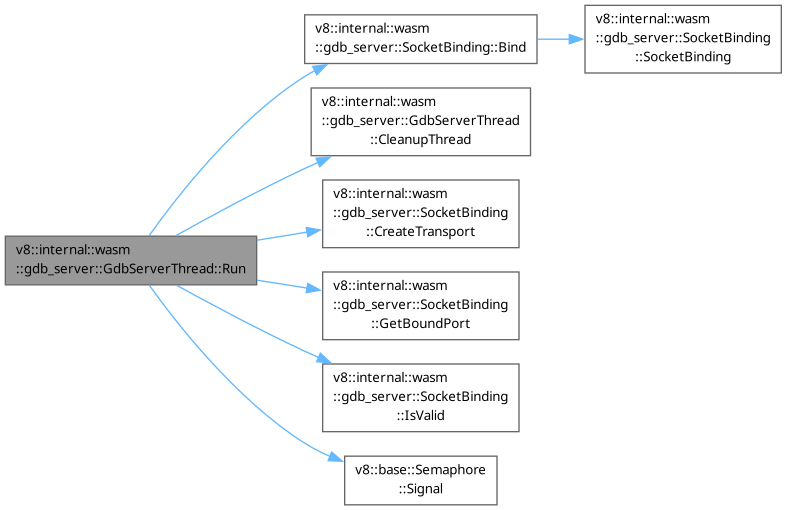 v8::internal::wasm
::gdb_server::GdbServerThread::Run
v8::internal::wasm
::gdb_server::SocketBinding::Bind
v8::internal::wasm
::gdb_server::SocketBinding
::SocketBinding
v8::internal::wasm
::gdb_server::GdbServerThread
::CleanupThread
v8::internal::wasm
::gdb_server::SocketBinding
::CreateTransport
v8::internal::wasm
::gdb_server::SocketBinding
::GetBoundPort
v8::internal::wasm
::gdb_server::SocketBinding
::IsValid
v8::base::Semaphore
::Signal